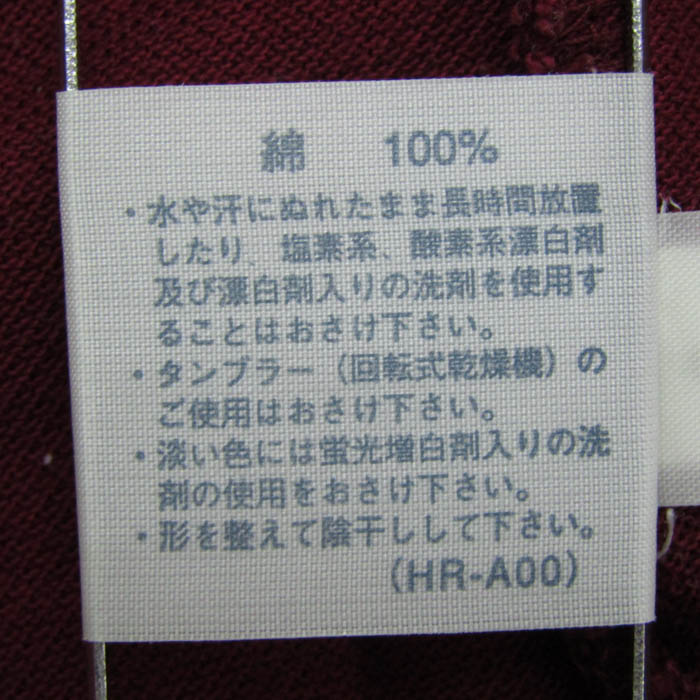 綿 100%
・水や汗にぬれたまま長時間放置
したり、塩素系、酸素系漂白剤
及び漂白剤入りの洗剤を使用す
ることはおさけ下さい。
・タンブラー（回転式乾燥機）の
ご使用はおさけ下さい。
・淡い色には蛍光増白剤入りの洗
剤の使用をおさけ下さい。
・形を整えて陰干しして下さい。
（HR-A00）